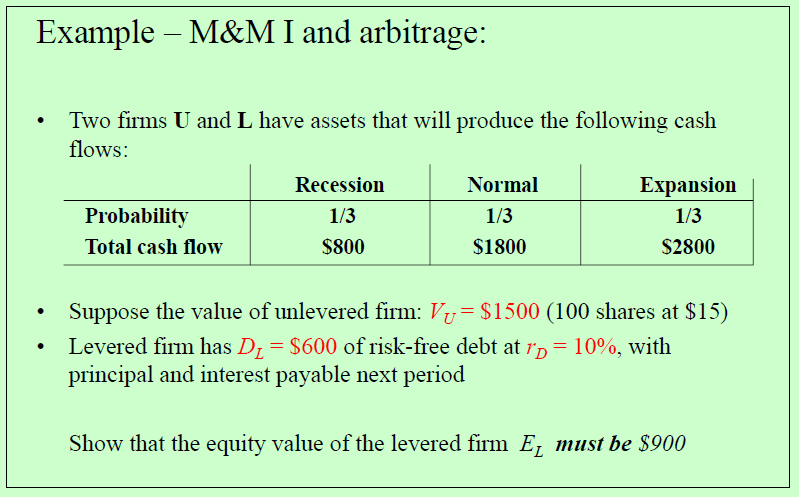 Example – M&M I and arbitrage:
• Two firms U and L have assets that will produce the following cash
flows:
Recession Normal Expansion
Probability 1/3 1/3 1/3
Total cash flow $800 $1800 $2800
• Suppose the value of unlevered firm: V_U = $1500 (100 shares at $15)
• Levered firm has D_L = $600 of risk-free debt at r_D = 10%, with
principal and interest payable next period
Show that the equity value of the levered firm E_L must be $900